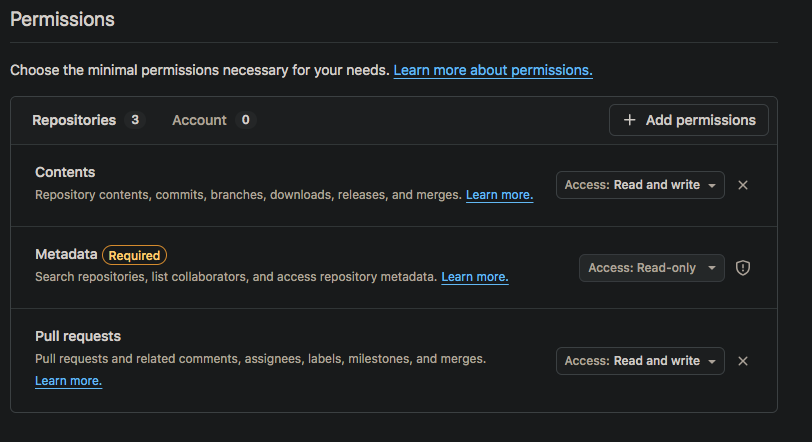 Permissions
Choose the minimal permissions necessary for your needs. Learn more about permissions.
Repositories 3 Account 0 + Add permissions
Contents
Repository contents, commits, branches, downloads, releases, and merges. Learn more.
Access: Read and write
Metadata Required
Search repositories, list collaborators, and access repository metadata. Learn more.
Access: Read-only
Pull requests
Pull requests and related comments, assignees, labels, milestones, and merges.
Learn more.
Access: Read and write